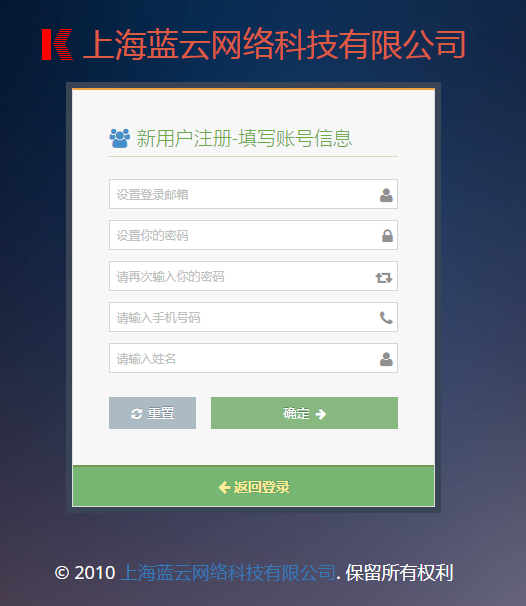 上海蓝云网络科技有限公司
新用户注册-填写账号信息
设置登录邮箱
设置你的密码
请再次输入你的密码
请输入手机号码
请输入姓名
重置 确定
返回登录
© 2010 上海蓝云网络科技有限公司. 保留所有权利